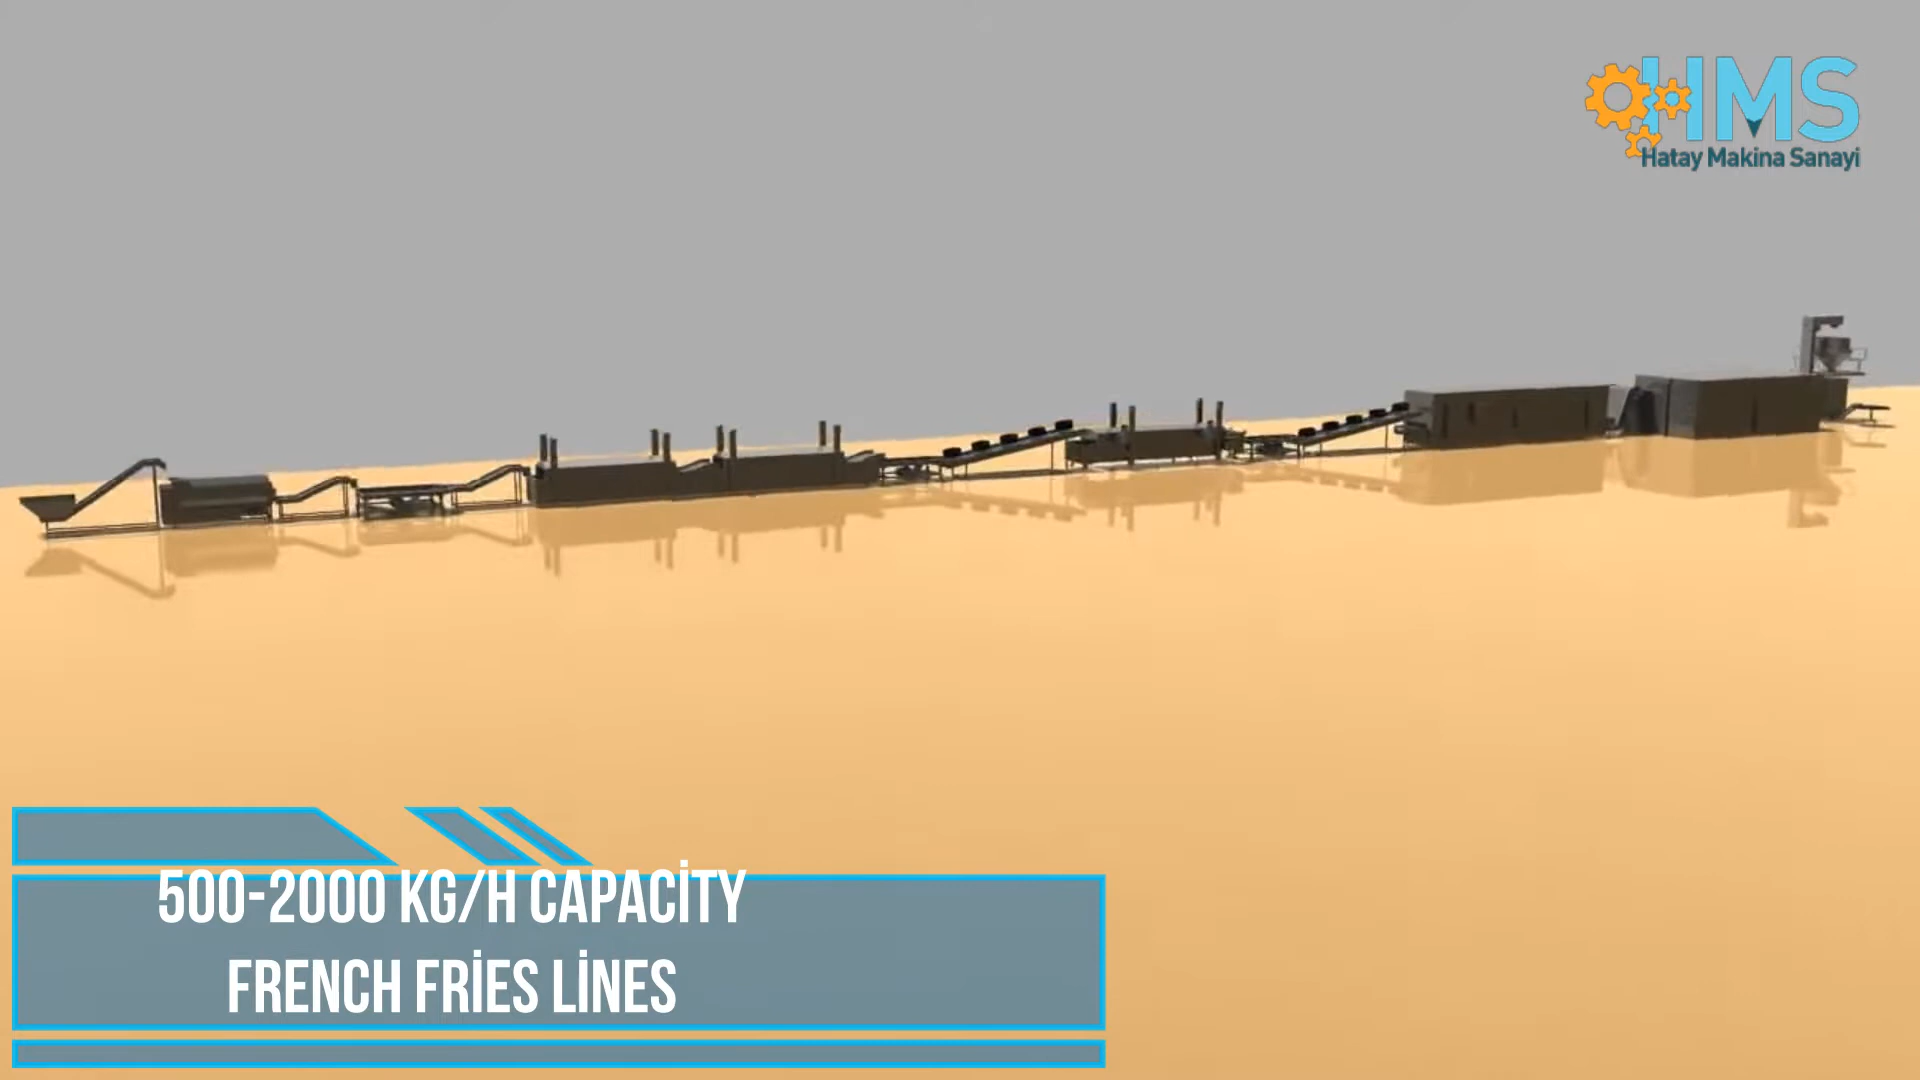 HMS
Hatay Makina Sanayi
500-2000 KG/H CAPACİTY
FRENCH FRİES LİNES